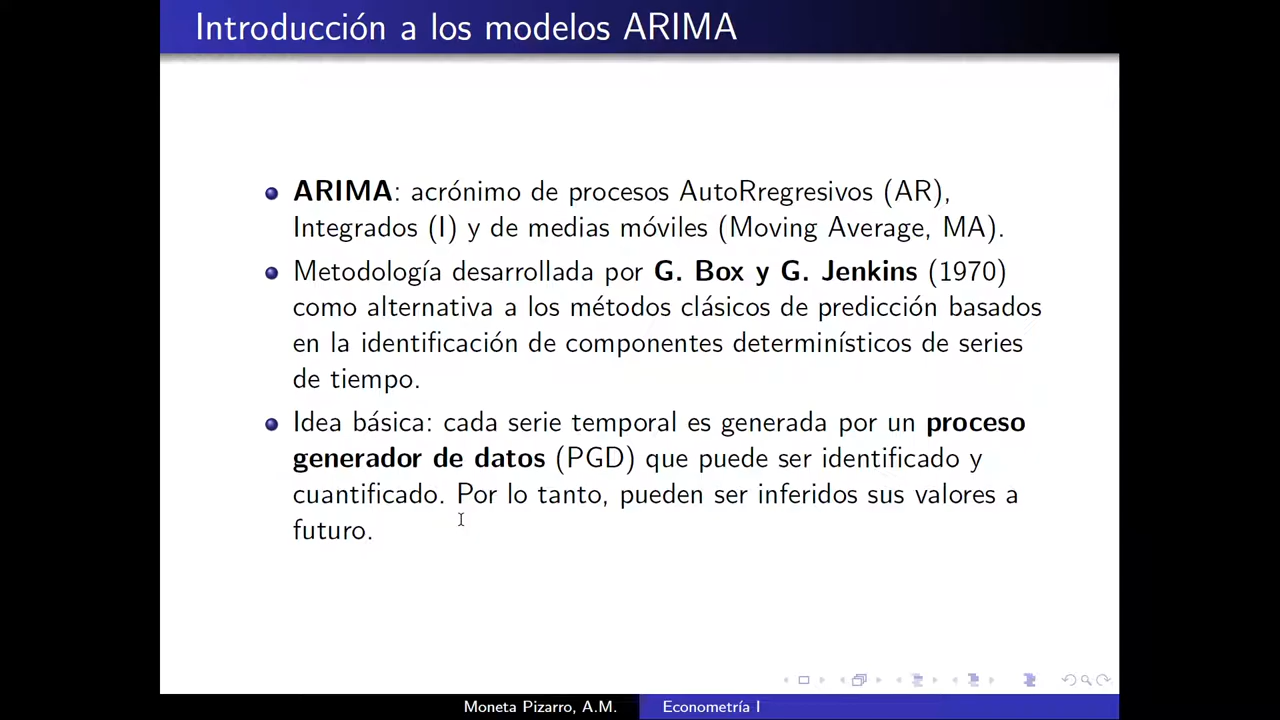 Introducción a los modelos ARIMA
ARIMA: acrónimo de procesos AutoRregresivos (AR),
Integrados (I) y de medias móviles (Moving Average, MA).
Metodología desarrollada por G. Box y G. Jenkins (1970)
como alternativa a los métodos clásicos de predicción basados
en la identificación de componentes determinísticos de series
de tiempo.
Idea básica: cada serie temporal es generada por un proceso
generador de datos (PGD) que puede ser identificado y
cuantificado. Por lo tanto, pueden ser inferidos sus valores a
futuro.
Moneta Pizarro, A.M.
Econometría I